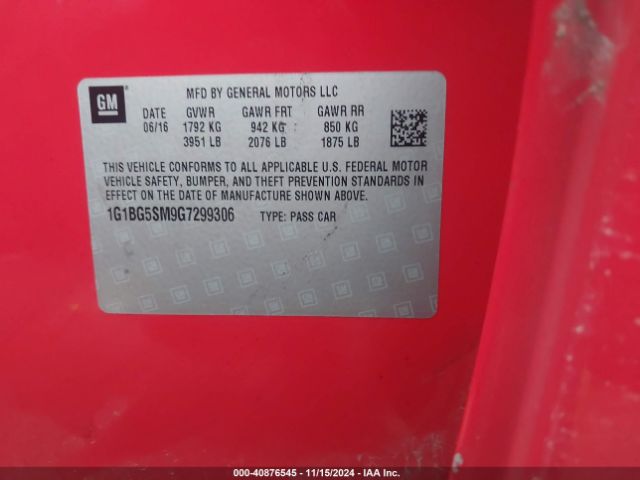 GM
MFD BY GENERAL MOTORS LLC
DATE GVWR GAWR FRT GAWR RR
06/16 1792 KG 942 KG 850 KG
3951 LB 2076 LB 1875 LB
THIS VEHICLE CONFORMS TO ALL APPLICABLE U.S. FEDERAL MOTOR
VEHICLE SAFETY, BUMPER, AND THEFT PREVENTION STANDARDS IN
EFFECT ON THE DATE OF MANUFACTURE SHOWN ABOVE.
1G1BG5SM9G7299306 TYPE: PASS CAR
000-40876545 - 11/15/2024 - IAA Inc.